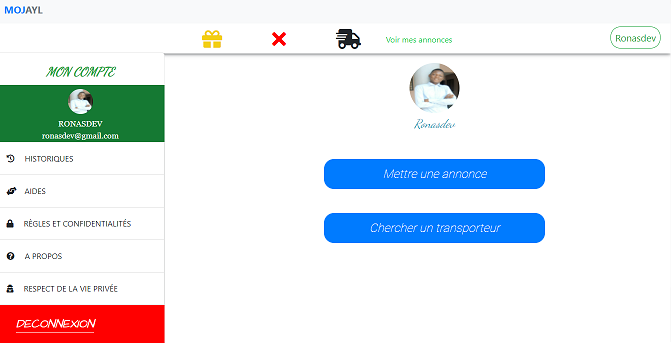 MOJAYL
Voir mes annonces
Ronasdev
MON COMPTE
RONASDEV
ronasdev@gmail.com
HISTORIQUES
AIDES
RÈGLES ET CONFIDENTIALITÉS
A PROPOS
RESPECT DE LA VIE PRIVÉE
DECONNEXION
Ronasdev
Mettre une annonce
Chercher un transporteur